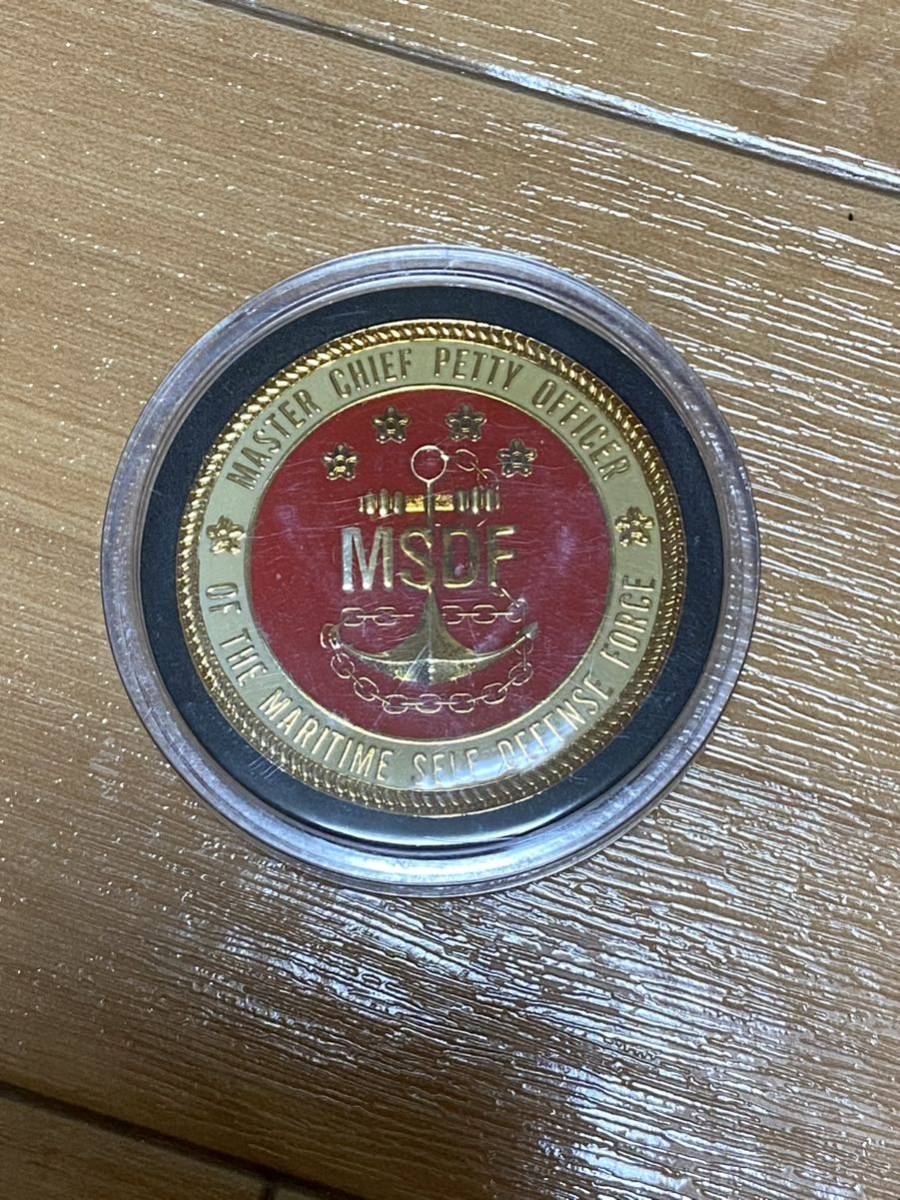 MASTER CHIEF PETTY OFFICER
MSDF
OF THE MARITIME SELF DEFENSE FORCE